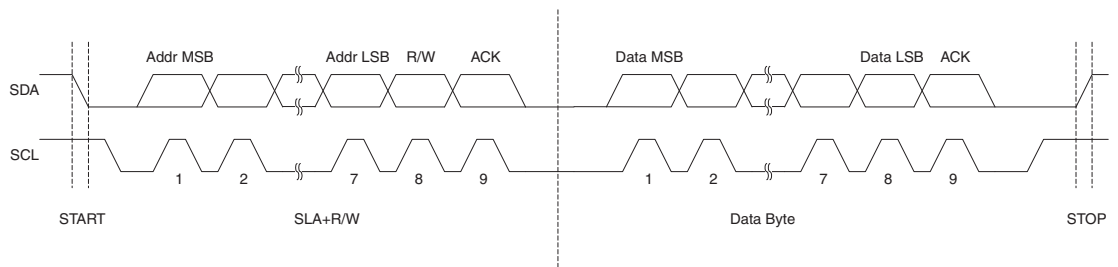 Addr MSB Addr LSB R/W ACK Data MSB Data LSB ACK
SDA
SCL
1 2 7 8 9 1 2 7 8 9
START SLA+R/W Data Byte STOP